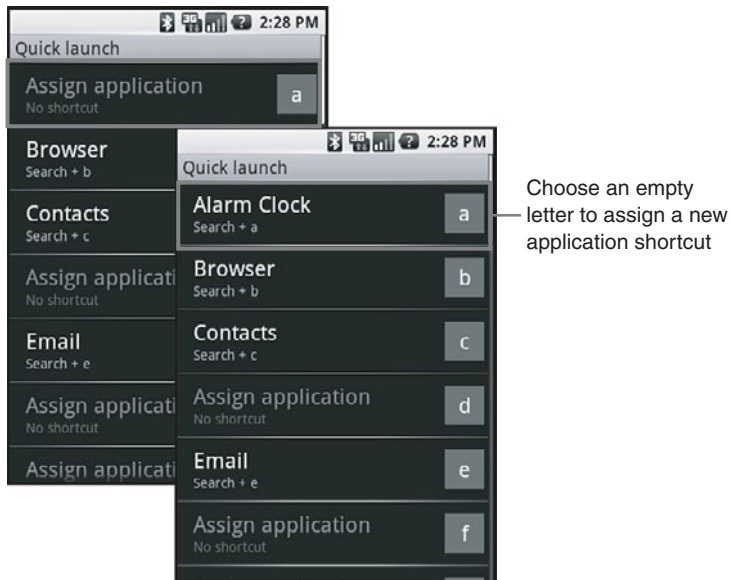 2:28 PM
Quick launch
Assign application
No shortcut
a
Browser
Search + b
Contacts
Search + c
Assign applicati
No shortcut
Email
Search + e
Assign applicati
No shortcut
Assign applicati
2:28 PM
Quick launch
Alarm Clock
Search + a
a
Browser
Search + b
b
Contacts
Search + c
c
Assign application
No shortcut
d
Email
Search + e
e
Assign application
No shortcut
f
Choose an empty
letter to assign a new
application shortcut